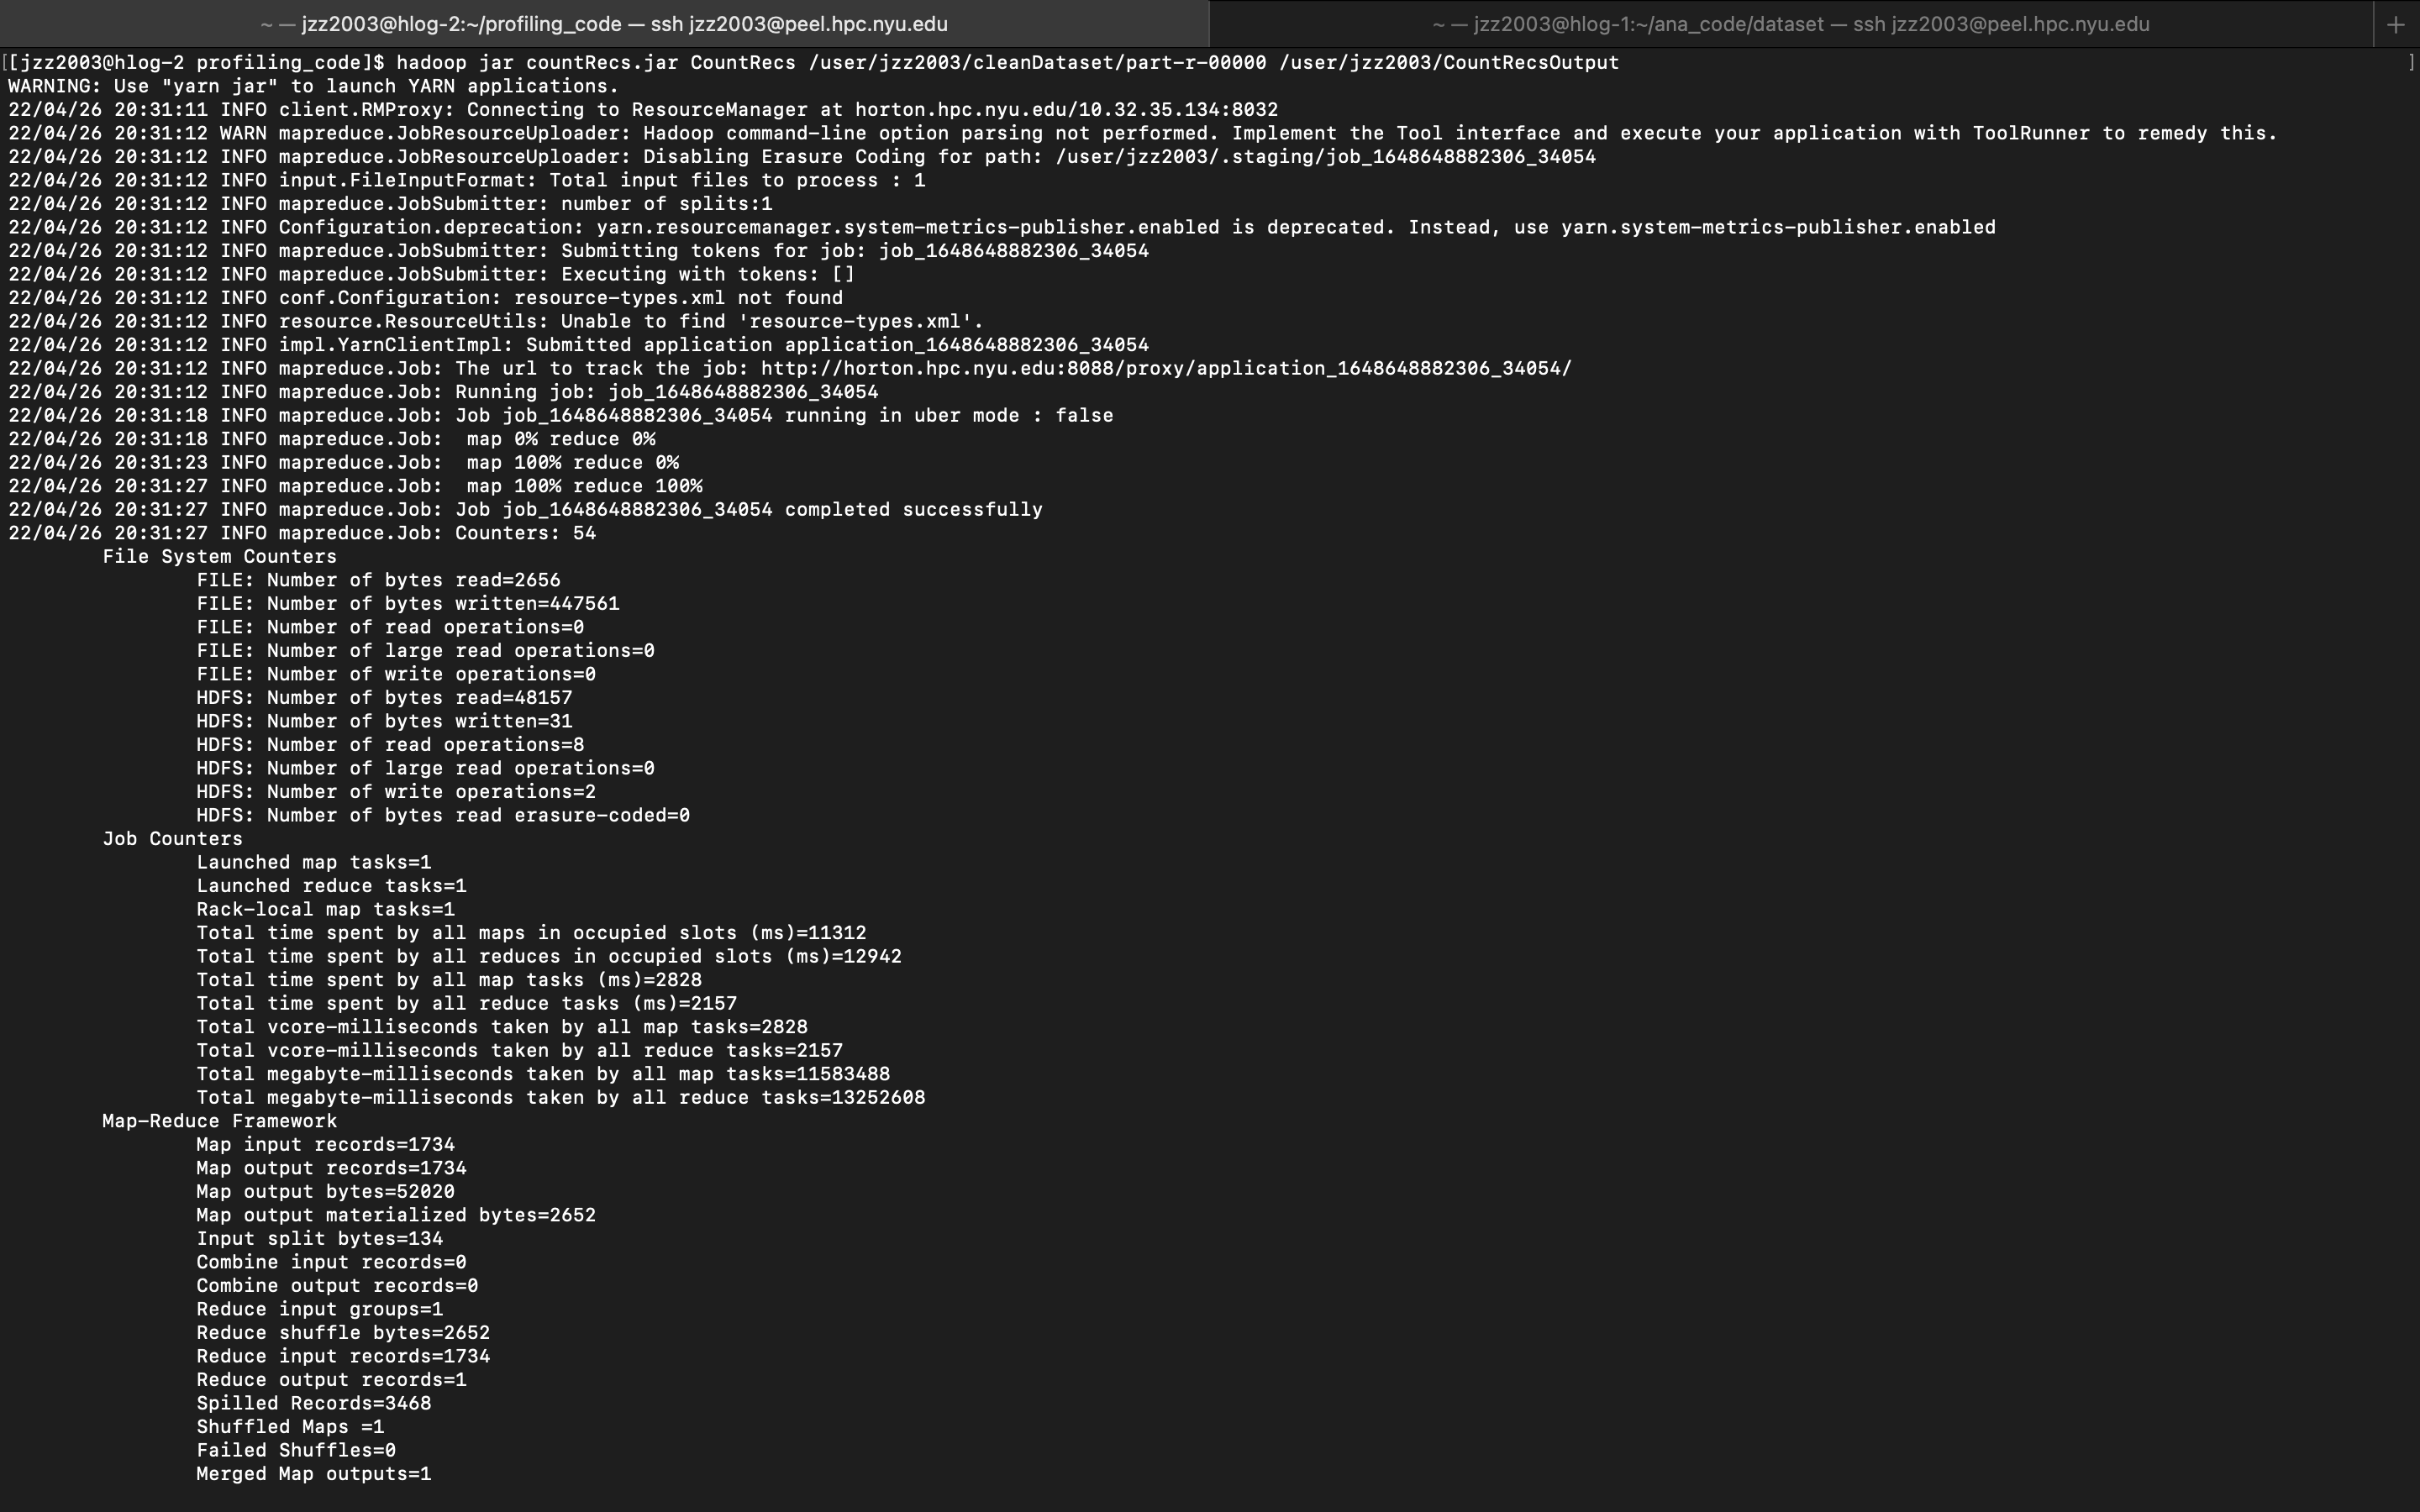 ~ — jzz2003@hlog-2:~/profiling_code — ssh jzz2003@peel.hpc.nyu.edu
~ — jzz2003@hlog-1:~/ana_code/dataset — ssh jzz2003@peel.hpc.nyu.edu
+
[[jzz2003@hlog-2 profiling_code]$ hadoop jar countRecs.jar CountRecs /user/jzz2003/cleanDataset/part-r-00000 /user/jzz2003/CountRecsOutput ]
WARNING: Use "yarn jar" to launch YARN applications.
22/04/26 20:31:11 INFO client.RMProxy: Connecting to ResourceManager at horton.hpc.nyu.edu/10.32.35.134:8032
22/04/26 20:31:12 WARN mapreduce.JobResourceUploader: Hadoop command-line option parsing not performed. Implement the Tool interface and execute your application with ToolRunner to remedy this.
22/04/26 20:31:12 INFO mapreduce.JobResourceUploader: Disabling Erasure Coding for path: /user/jzz2003/.staging/job_1648648882306_34054
22/04/26 20:31:12 INFO input.FileInputFormat: Total input files to process : 1
22/04/26 20:31:12 INFO mapreduce.JobSubmitter: number of splits:1
22/04/26 20:31:12 INFO Configuration.deprecation: yarn.resourcemanager.system-metrics-publisher.enabled is deprecated. Instead, use yarn.system-metrics-publisher.enabled
22/04/26 20:31:12 INFO mapreduce.JobSubmitter: Submitting tokens for job: job_1648648882306_34054
22/04/26 20:31:12 INFO mapreduce.JobSubmitter: Executing with tokens: []
22/04/26 20:31:12 INFO conf.Configuration: resource-types.xml not found
22/04/26 20:31:12 INFO resource.ResourceUtils: Unable to find 'resource-types.xml'.
22/04/26 20:31:12 INFO impl.YarnClientImpl: Submitted application application_1648648882306_34054
22/04/26 20:31:12 INFO mapreduce.Job: The url to track the job: http://horton.hpc.nyu.edu:8088/proxy/application_1648648882306_34054/
22/04/26 20:31:12 INFO mapreduce.Job: Running job: job_1648648882306_34054
22/04/26 20:31:18 INFO mapreduce.Job: Job job_1648648882306_34054 running in uber mode : false
22/04/26 20:31:18 INFO mapreduce.Job:  map 0% reduce 0%
22/04/26 20:31:23 INFO mapreduce.Job:  map 100% reduce 0%
22/04/26 20:31:27 INFO mapreduce.Job:  map 100% reduce 100%
22/04/26 20:31:27 INFO mapreduce.Job: Job job_1648648882306_34054 completed successfully
22/04/26 20:31:27 INFO mapreduce.Job: Counters: 54
File System Counters
FILE: Number of bytes read=2656
FILE: Number of bytes written=447561
FILE: Number of read operations=0
FILE: Number of large read operations=0
FILE: Number of write operations=0
HDFS: Number of bytes read=48157
HDFS: Number of bytes written=31
HDFS: Number of read operations=8
HDFS: Number of large read operations=0
HDFS: Number of write operations=2
HDFS: Number of bytes read erasure-coded=0
Job Counters
Launched map tasks=1
Launched reduce tasks=1
Rack-local map tasks=1
Total time spent by all maps in occupied slots (ms)=11312
Total time spent by all reduces in occupied slots (ms)=12942
Total time spent by all map tasks (ms)=2828
Total time spent by all reduce tasks (ms)=2157
Total vcore-milliseconds taken by all map tasks=2828
Total vcore-milliseconds taken by all reduce tasks=2157
Total megabyte-milliseconds taken by all map tasks=11583488
Total megabyte-milliseconds taken by all reduce tasks=13252608
Map-Reduce Framework
Map input records=1734
Map output records=1734
Map output bytes=52020
Map output materialized bytes=2652
Input split bytes=134
Combine input records=0
Combine output records=0
Reduce input groups=1
Reduce shuffle bytes=2652
Reduce input records=1734
Reduce output records=1
Spilled Records=3468
Shuffled Maps =1
Failed Shuffles=0
Merged Map outputs=1